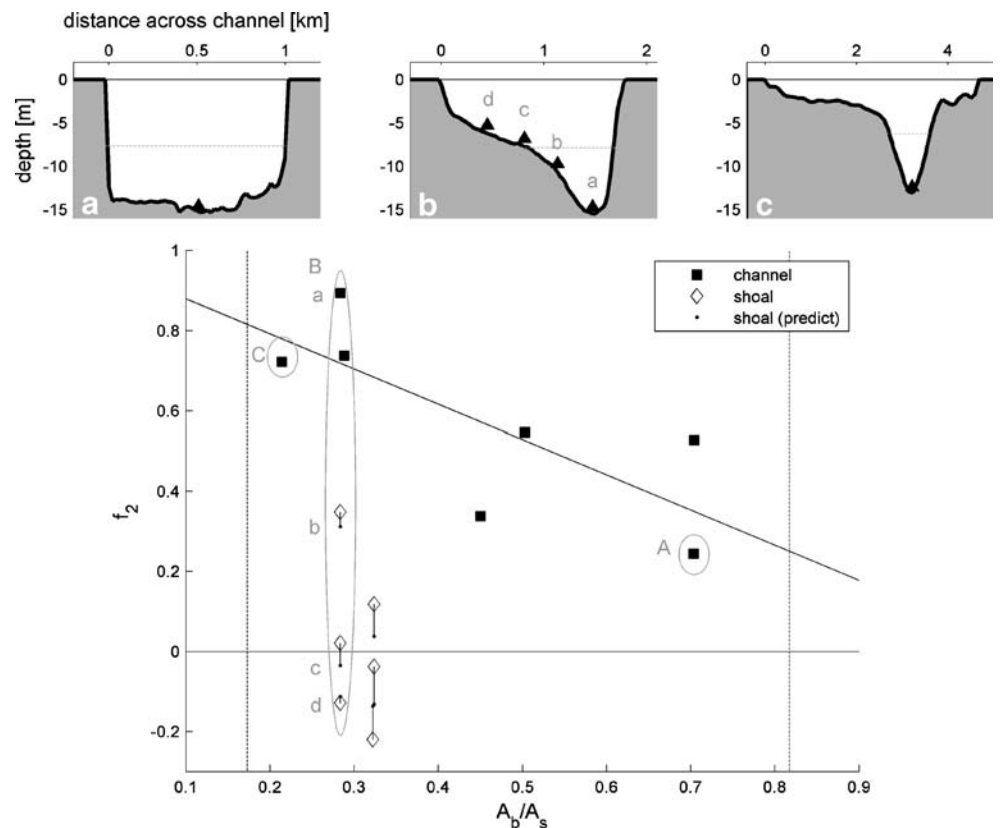 distance across channel [km]
0 0.5 1
0 1 2
0 2 4
depth [m]
0
-5
-10
-15
a
0
-5
-10
-15
d
c
b
a
b
0
-5
-10
-15
c
f2
1
0.8
0.6
0.4
0.2
0
-0.2
B
a
C
b
A
c
d
channel
shoal
shoal (predict)
0.1 0.2 0.3 0.4 0.5 0.6 0.7 0.8 0.9
Ab/As